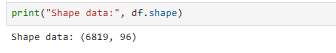 print("Shape data:", df.shape)
Shape data: (6819, 96)